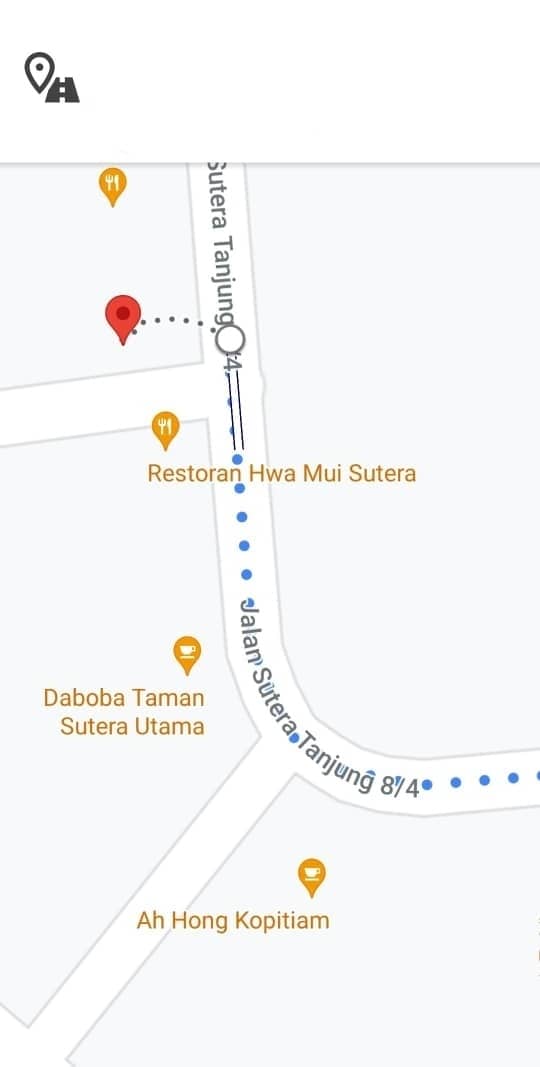 Sutera Tanjung
Restoran Hwa Mui Sutera
Jalan Sutera Tanjung 8/4
Daboba Taman
Sutera Utama
Ah Hong Kopitiam